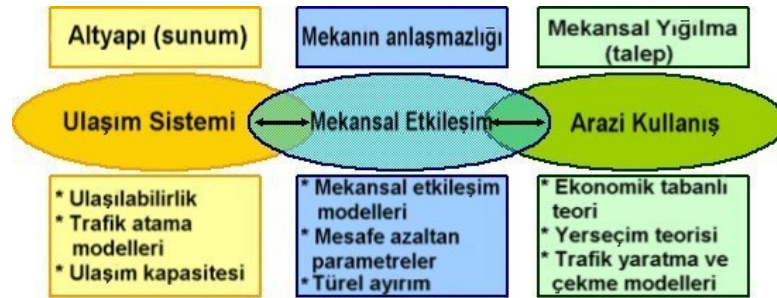 Altyapı (sunum)
Mekanın anlaşmazlığı
Mekansal Yığılma
(talep)
Ulaşım Sistemi
Mekansal Etkileşim
Arazi Kullanış
* Ulaşılabilirlik
* Trafik atama
modelleri
* Ulaşım kapasitesi
* Mekansal etkileşim
modelleri
* Mesafe azaltan
parametreler
* Türel ayırım
* Ekonomik tabanlı
teori
* Yerseçim teorisi
* Trafik yaratma ve
çekme modelleri